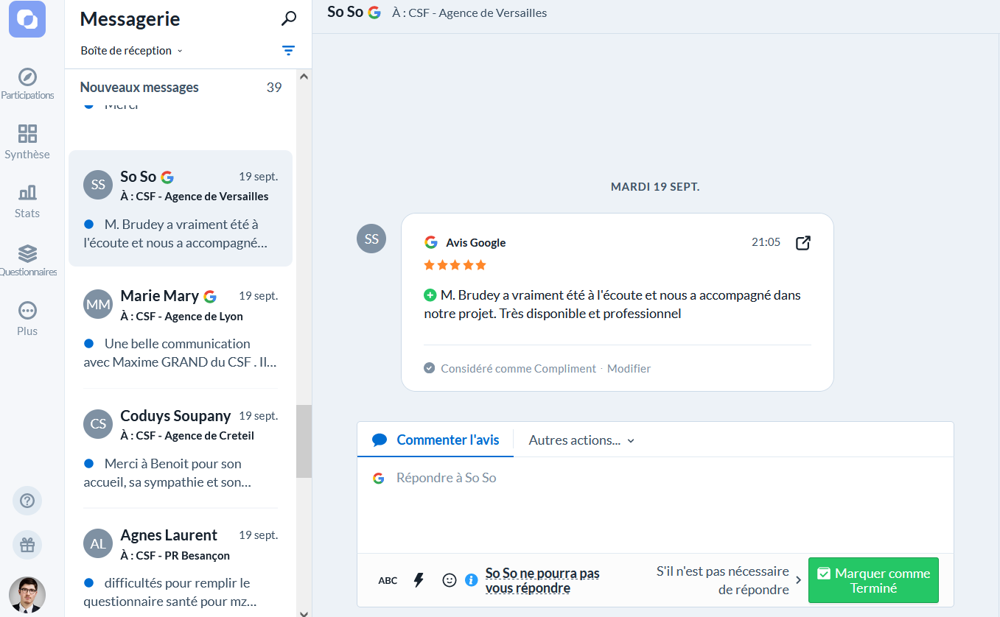 Participations
Synthèse
Stats
Questionnaires
Plus
Messagerie
Boîte de réception
Nouveaux messages 39
Merci
SS So So 19 sept.
À : CSF - Agence de Versailles
M. Brudey a vraiment été à
l'écoute et nous a accompagné...
MM Marie Mary 19 sept.
À : CSF - Agence de Lyon
Une belle communication
avec Maxime GRAND du CSF . Il...
CS Coduys Soupany 19 sept.
À : CSF - Agence de Creteil
Merci à Benoit pour son
accueil, sa sympathie et son...
AL Agnes Laurent 19 sept.
À : CSF - PR Besançon
difficultés pour remplir le
questionnaire santé pour mz...
So So À : CSF - Agence de Versailles
MARDI 19 SEPT.
SS
Avis Google 21:05
M. Brudey a vraiment été à l'écoute et nous a accompagné dans
notre projet. Très disponible et professionnel
Considéré comme Compliment · Modifier
Commenter l'avis Autres actions...
Répondre à So So
ABC
So So ne pourra pas
vous répondre
S'il n'est pas nécessaire
de répondre
Marquer comme
Terminé